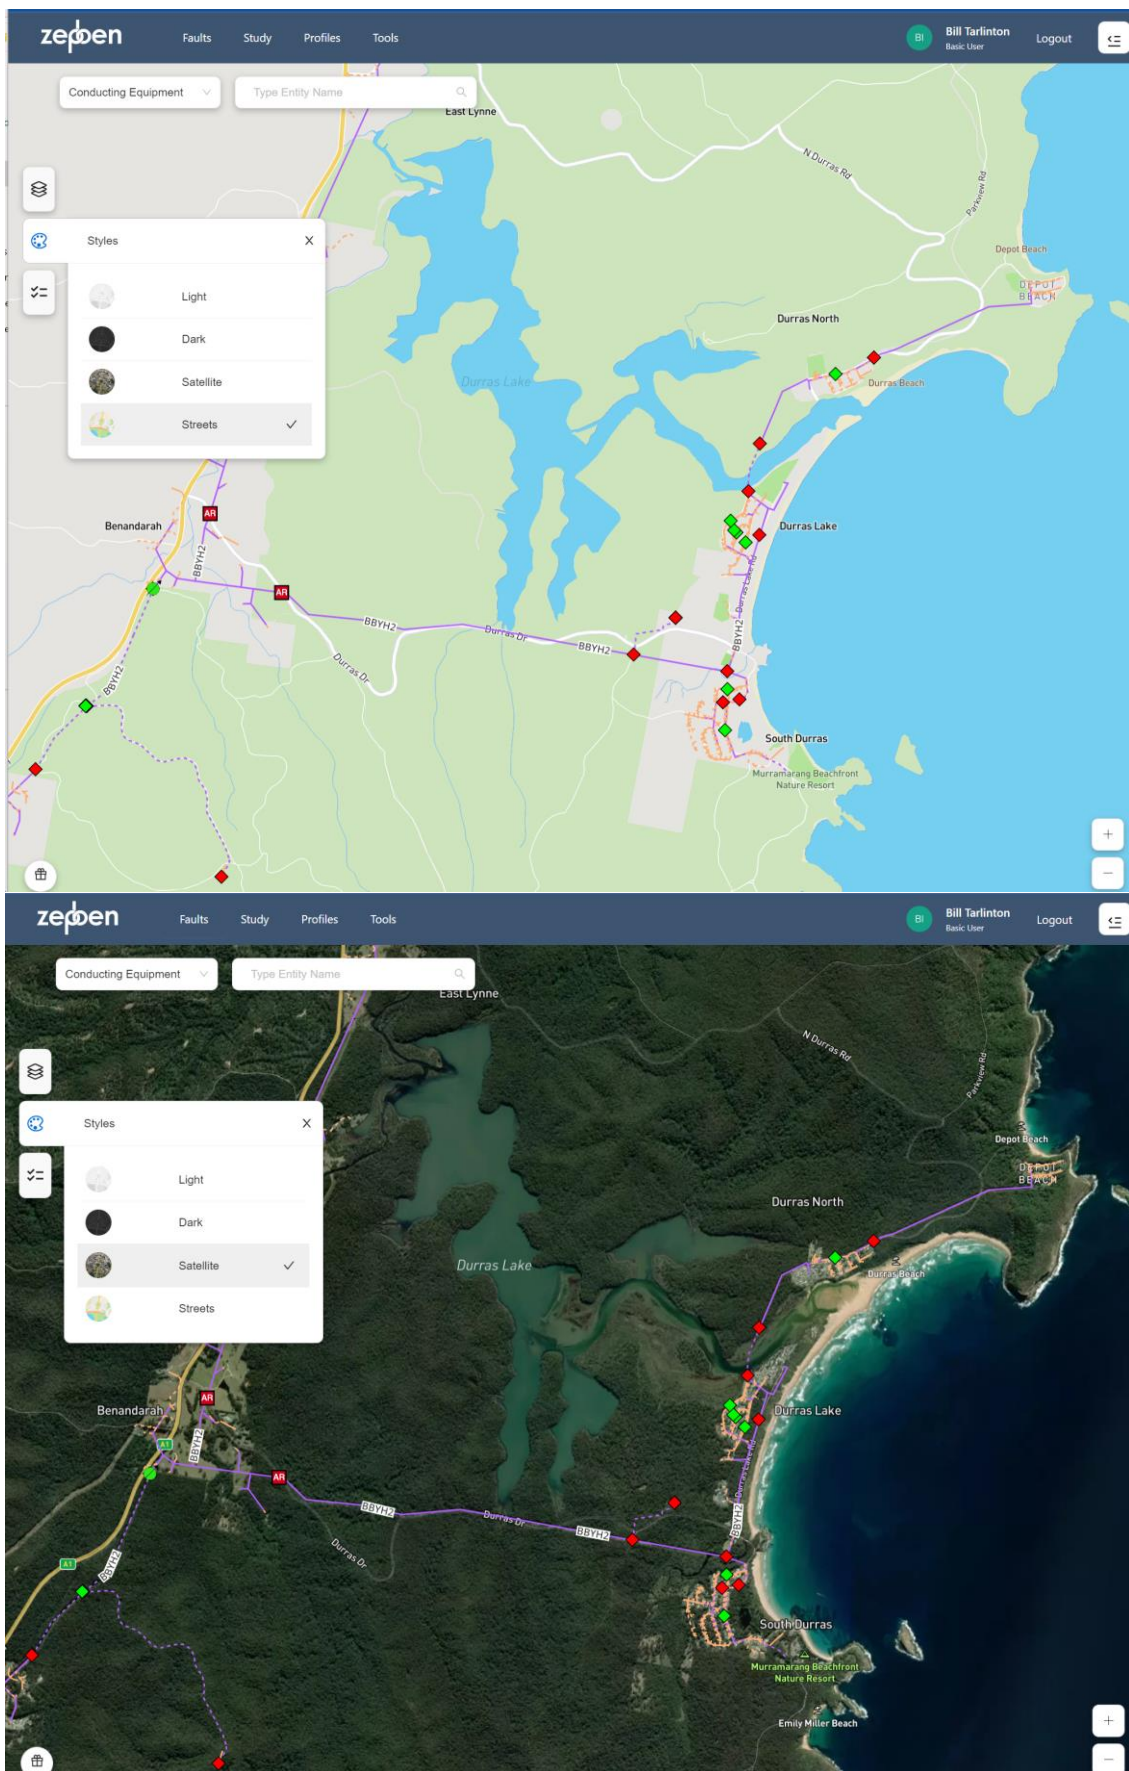 zepben Faults Study Profiles Tools BI Bill Tarlinton Basic User Logout
Conducting Equipment Type Entity Name
East Lynne
N Durras Rd
Parkview Rd
Styles X
Depot Beach
DEPOT BEACH
Light
Durras North
Dark
Durras Lake
Satellite
Durras Beach
Streets
AR
Benandarah
Durras Lake
BBYH2
Durras Lake Rd
AR
BBYH2
Durras Dr
BBYH2
BBYH2
Durras Dr
BBYH2
South Durras
Murramarang Beachfront
Nature Resort
zepben Faults Study Profiles Tools BI Bill Tarlinton Basic User Logout
Conducting Equipment Type Entity Name
East Lynne
N Durras Rd
Parkview Rd
Styles X
Depot Beach
DEPOT BEACH
Light
Durras North
Dark
Durras Lake
Satellite
Durras Beach
Streets
AR
Benandarah
Durras Lake
A1
BBYH2
Durras Lake Rd
AR
BBYH2
Durras Dr
BBYH2
BBYH2
Durras Dr
A1
BBYH2
South Durras
Murramarang Beachfront
Nature Resort
Emily Miller Beach